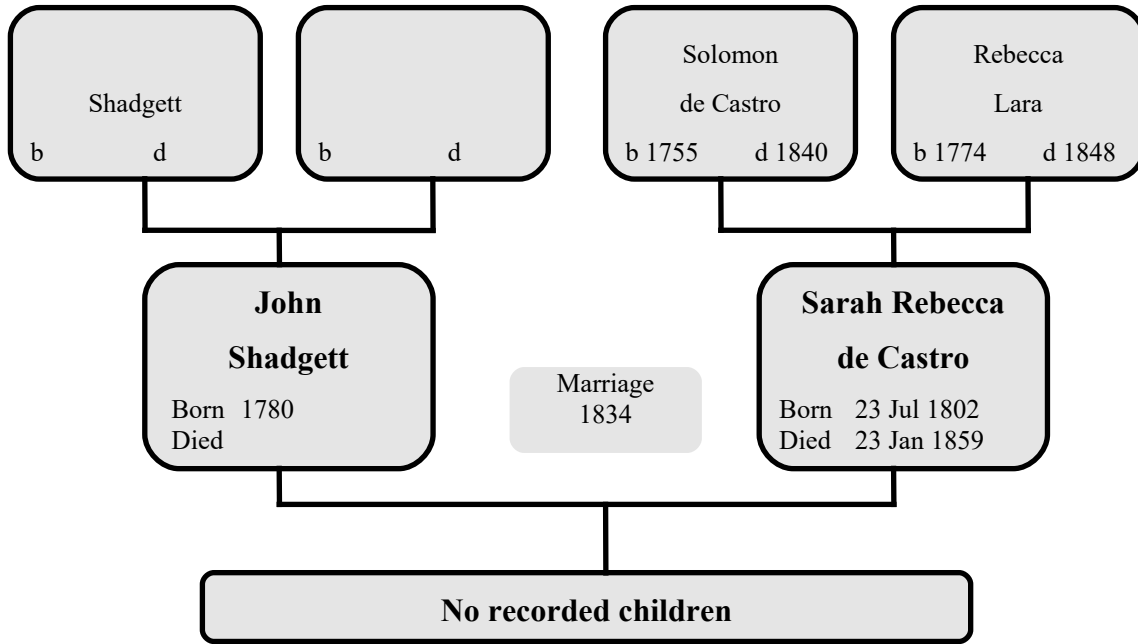 Shadgett
b d
b d
Solomon
de Castro
b 1755 d 1840
Rebecca
Lara
b 1774 d 1848
John
Shadgett
Born 1780
Died
Marriage
1834
Sarah Rebecca
de Castro
Born 23 Jul 1802
Died 23 Jan 1859
No recorded children